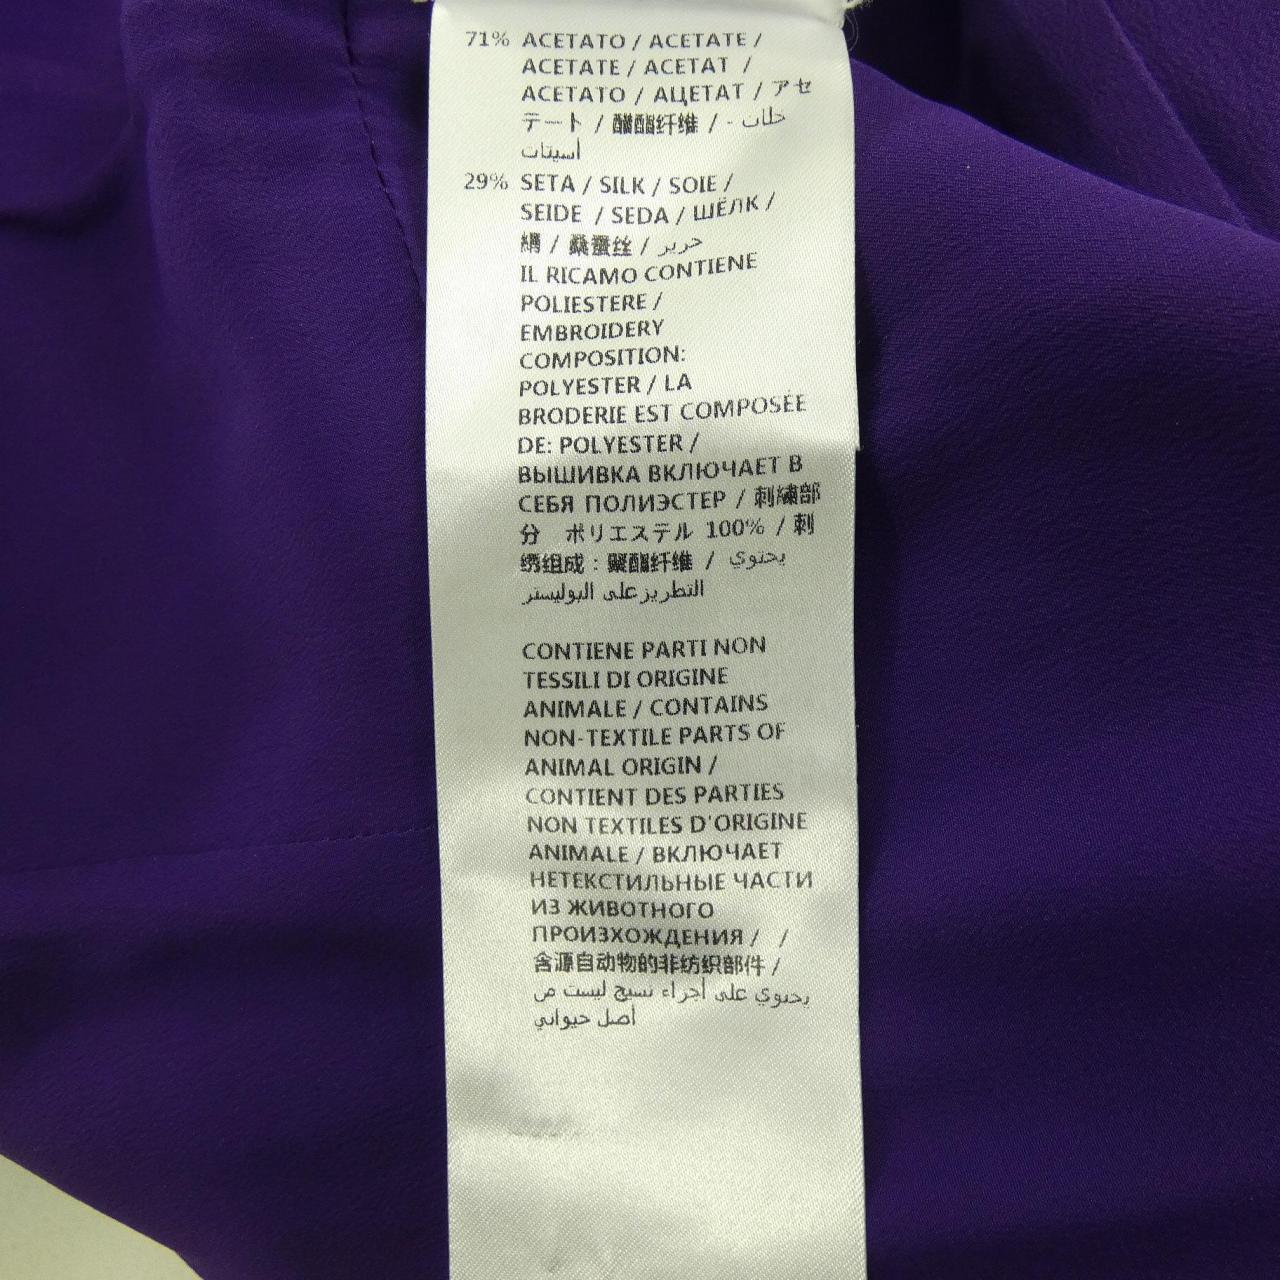 71% ACETATO / ACETATE /
ACETATE / ACETAT /
ACETATO / АЦЕТАТ / アセ
テート / 醋酯纤维 / -
أسيتات
29% SETA / SILK / SOIE /
SEIDE / SEDA / ШЁЛК /
絹 / 桑蚕丝 / حرير
IL RICAMO CONTIENE
POLIESTERE /
EMBROIDERY
COMPOSITION:
POLYESTER / LA
BRODERIE EST COMPOSÉE
DE: POLYESTER /
ВЫШИВКА ВКЛЮЧАЕТ В
СЕБЯ ПОЛИЭСТЕР / 刺繍部
分 ポリエステル 100% / 刺
绣组成：聚酯纤维 / يحتوي
التطريز على البوليستر
CONTIENE PARTI NON
TESSILI DI ORIGINE
ANIMALE / CONTAINS
NON-TEXTILE PARTS OF
ANIMAL ORIGIN /
CONTIENT DES PARTIES
NON TEXTILES D'ORIGINE
ANIMALE / ВКЛЮЧАЕТ
НЕТЕКСТИЛЬНЫЕ ЧАСТИ
ИЗ ЖИВОТНОГО
ПРОИЗХОЖДЕНИЯ / /
含源自动物的非纺织部件 /
يحتوي على أجزاء نسيج ليست من
أصل حيواني